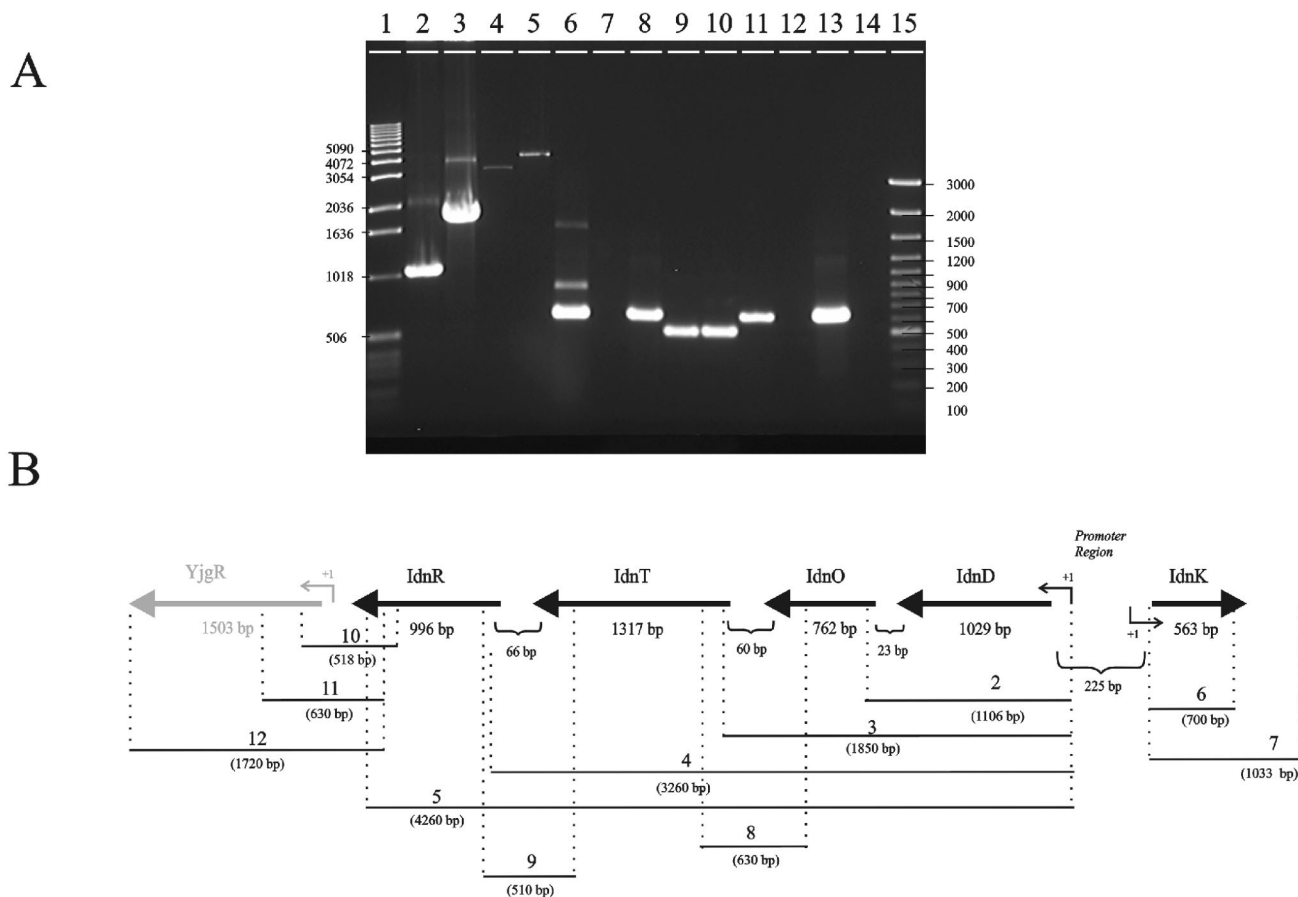 A
1 2 3 4 5 6 7 8 9 10 11 12 13 14 15
5090
4072
3054
2036
1636
1018
506
3000
2000
1500
1200
900
700
500
400
300
200
100
B
Promoter
Region
YjgR
+1
IdnR
IdnT
IdnO
IdnD
+1
IdnK
+1
1503 bp
996 bp
66 bp
1317 bp
60 bp
762 bp
23 bp
1029 bp
225 bp
563 bp
10
(518 bp)
11
(630 bp)
12
(1720 bp)
2
(1106 bp)
3
(1850 bp)
4
(3260 bp)
5
(4260 bp)
6
(700 bp)
7
(1033 bp)
8
(630 bp)
9
(510 bp)